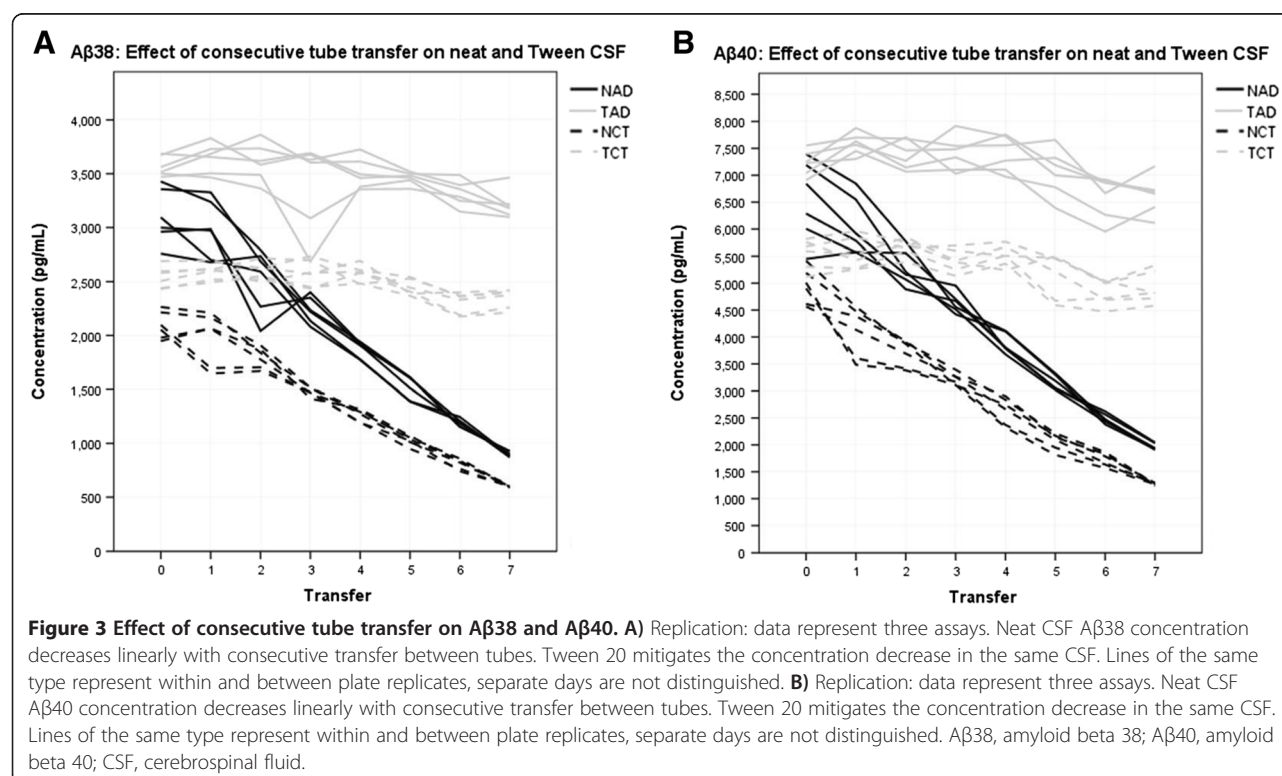 A
Aβ38: Effect of consecutive tube transfer on neat and Tween CSF
NAD
TAD
NCT
TCT
Concentration (pg/mL)
4,000
3,500
3,000
2,500
2,000
1,500
1,000
500
0
0 1 2 3 4 5 6 7
Transfer
B
Aβ40: Effect of consecutive tube transfer on neat and Tween CSF
NAD
TAD
NCT
TCT
Concentration (pg/mL)
8,500
8,000
7,500
7,000
6,500
6,000
5,500
5,000
4,500
4,000
3,500
3,000
2,500
2,000
1,500
1,000
500
0
0 1 2 3 4 5 6 7
Transfer
Figure 3 Effect of consecutive tube transfer on Aβ38 and Aβ40. A) Replication: data represent three assays. Neat CSF Aβ38 concentration
decreases linearly with consecutive transfer between tubes. Tween 20 mitigates the concentration decrease in the same CSF. Lines of the same
type represent within and between plate replicates, separate days are not distinguished. B) Replication: data represent three assays. Neat CSF
Aβ40 concentration decreases linearly with consecutive transfer between tubes. Tween 20 mitigates the concentration decrease in the same CSF.
Lines of the same type represent within and between plate replicates, separate days are not distinguished. Aβ38, amyloid beta 38; Aβ40, amyloid
beta 40; CSF, cerebrospinal fluid.